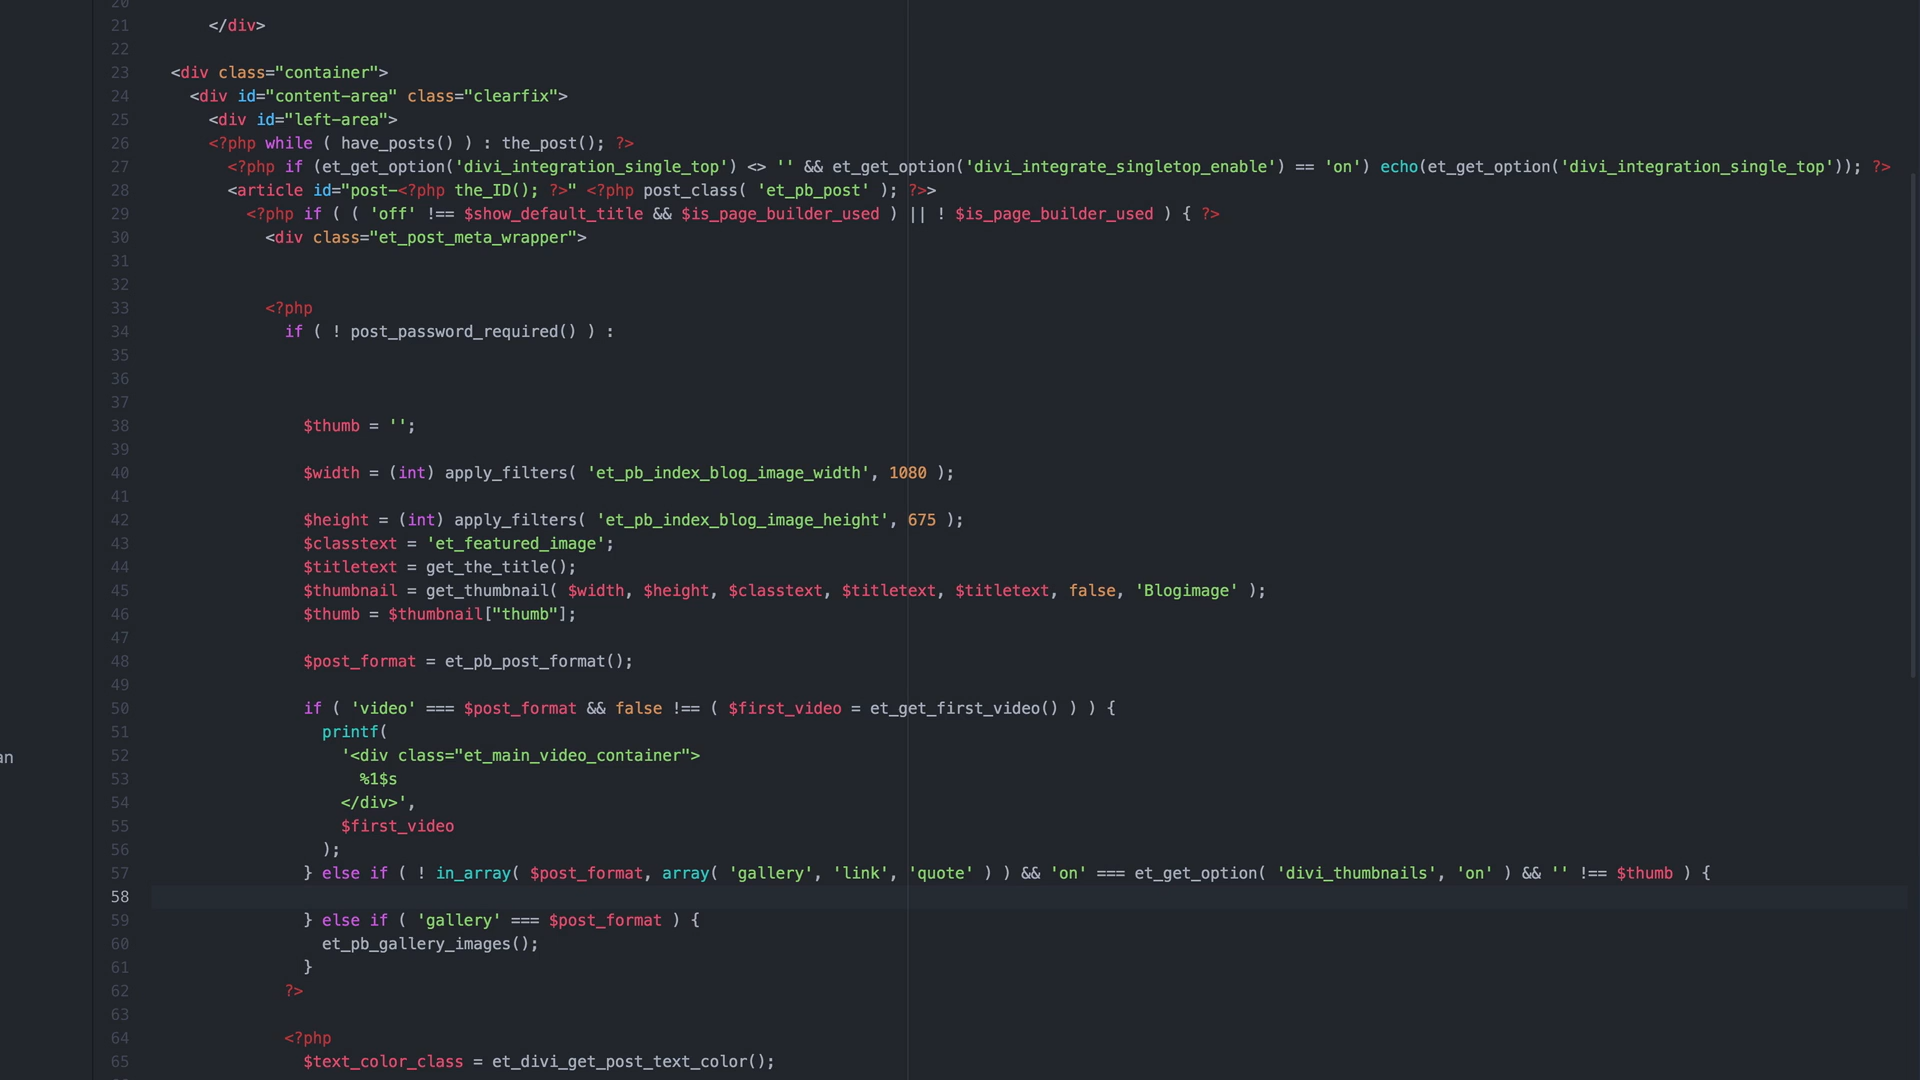 20
21 </div>
22
23 <div class="container">
24 <div id="content-area" class="clearfix">
25 <div id="left-area">
26 <?php while ( have_posts() ) : the_post(); ?>
27 <?php if (et_get_option('divi_integration_single_top') <> '' && et_get_option('divi_integrate_singletop_enable') == 'on') echo(et_get_option('divi_integration_single_top')); ?>
28 <article id="post-<?php the_ID(); ?>" <?php post_class( 'et_pb_post' ); ?>>
29 <?php if ( ( 'off' !== $show_default_title && $is_page_builder_used ) || ! $is_page_builder_used ) { ?>
30 <div class="et_post_meta_wrapper">
31
32
33 <?php
34 if ( ! post_password_required() ) :
35
36
37
38 $thumb = '';
39
40 $width = (int) apply_filters( 'et_pb_index_blog_image_width', 1080 );
41
42 $height = (int) apply_filters( 'et_pb_index_blog_image_height', 675 );
43 $classtext = 'et_featured_image';
44 $titletext = get_the_title();
45 $thumbnail = get_thumbnail( $width, $height, $classtext, $titletext, $titletext, false, 'Blogimage' );
46 $thumb = $thumbnail["thumb"];
47
48 $post_format = et_pb_post_format();
49
50 if ( 'video' === $post_format && false !== ( $first_video = et_get_first_video() ) ) {
51 printf(
an
52 '<div class="et_main_video_container">
53 %1$s
54 </div>',
55 $first_video
56 );
57 } else if ( ! in_array( $post_format, array( 'gallery', 'link', 'quote' ) ) && 'on' === et_get_option( 'divi_thumbnails', 'on' ) && '' !== $thumb ) {
58
59 } else if ( 'gallery' === $post_format ) {
60 et_pb_gallery_images();
61 }
62 ?>
63
64 <?php
65 $text_color_class = et_divi_get_post_text_color();